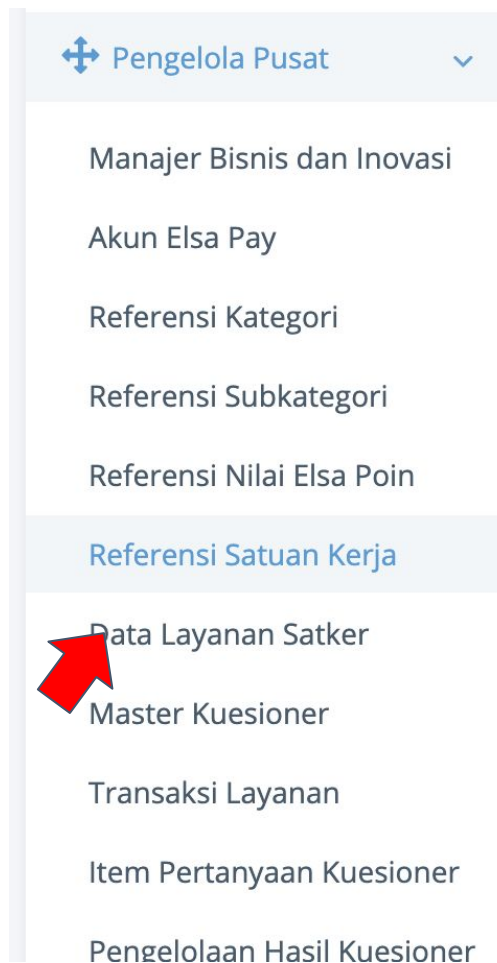 Pengelola Pusat
Manajer Bisnis dan Inovasi
Akun Elsa Pay
Referensi Kategori
Referensi Subkategori
Referensi Nilai Elsa Poin
Referensi Satuan Kerja
Data Layanan Satker
Master Kuesioner
Transaksi Layanan
Item Pertanyaan Kuesioner
Pengelolaan Hasil Kuesioner